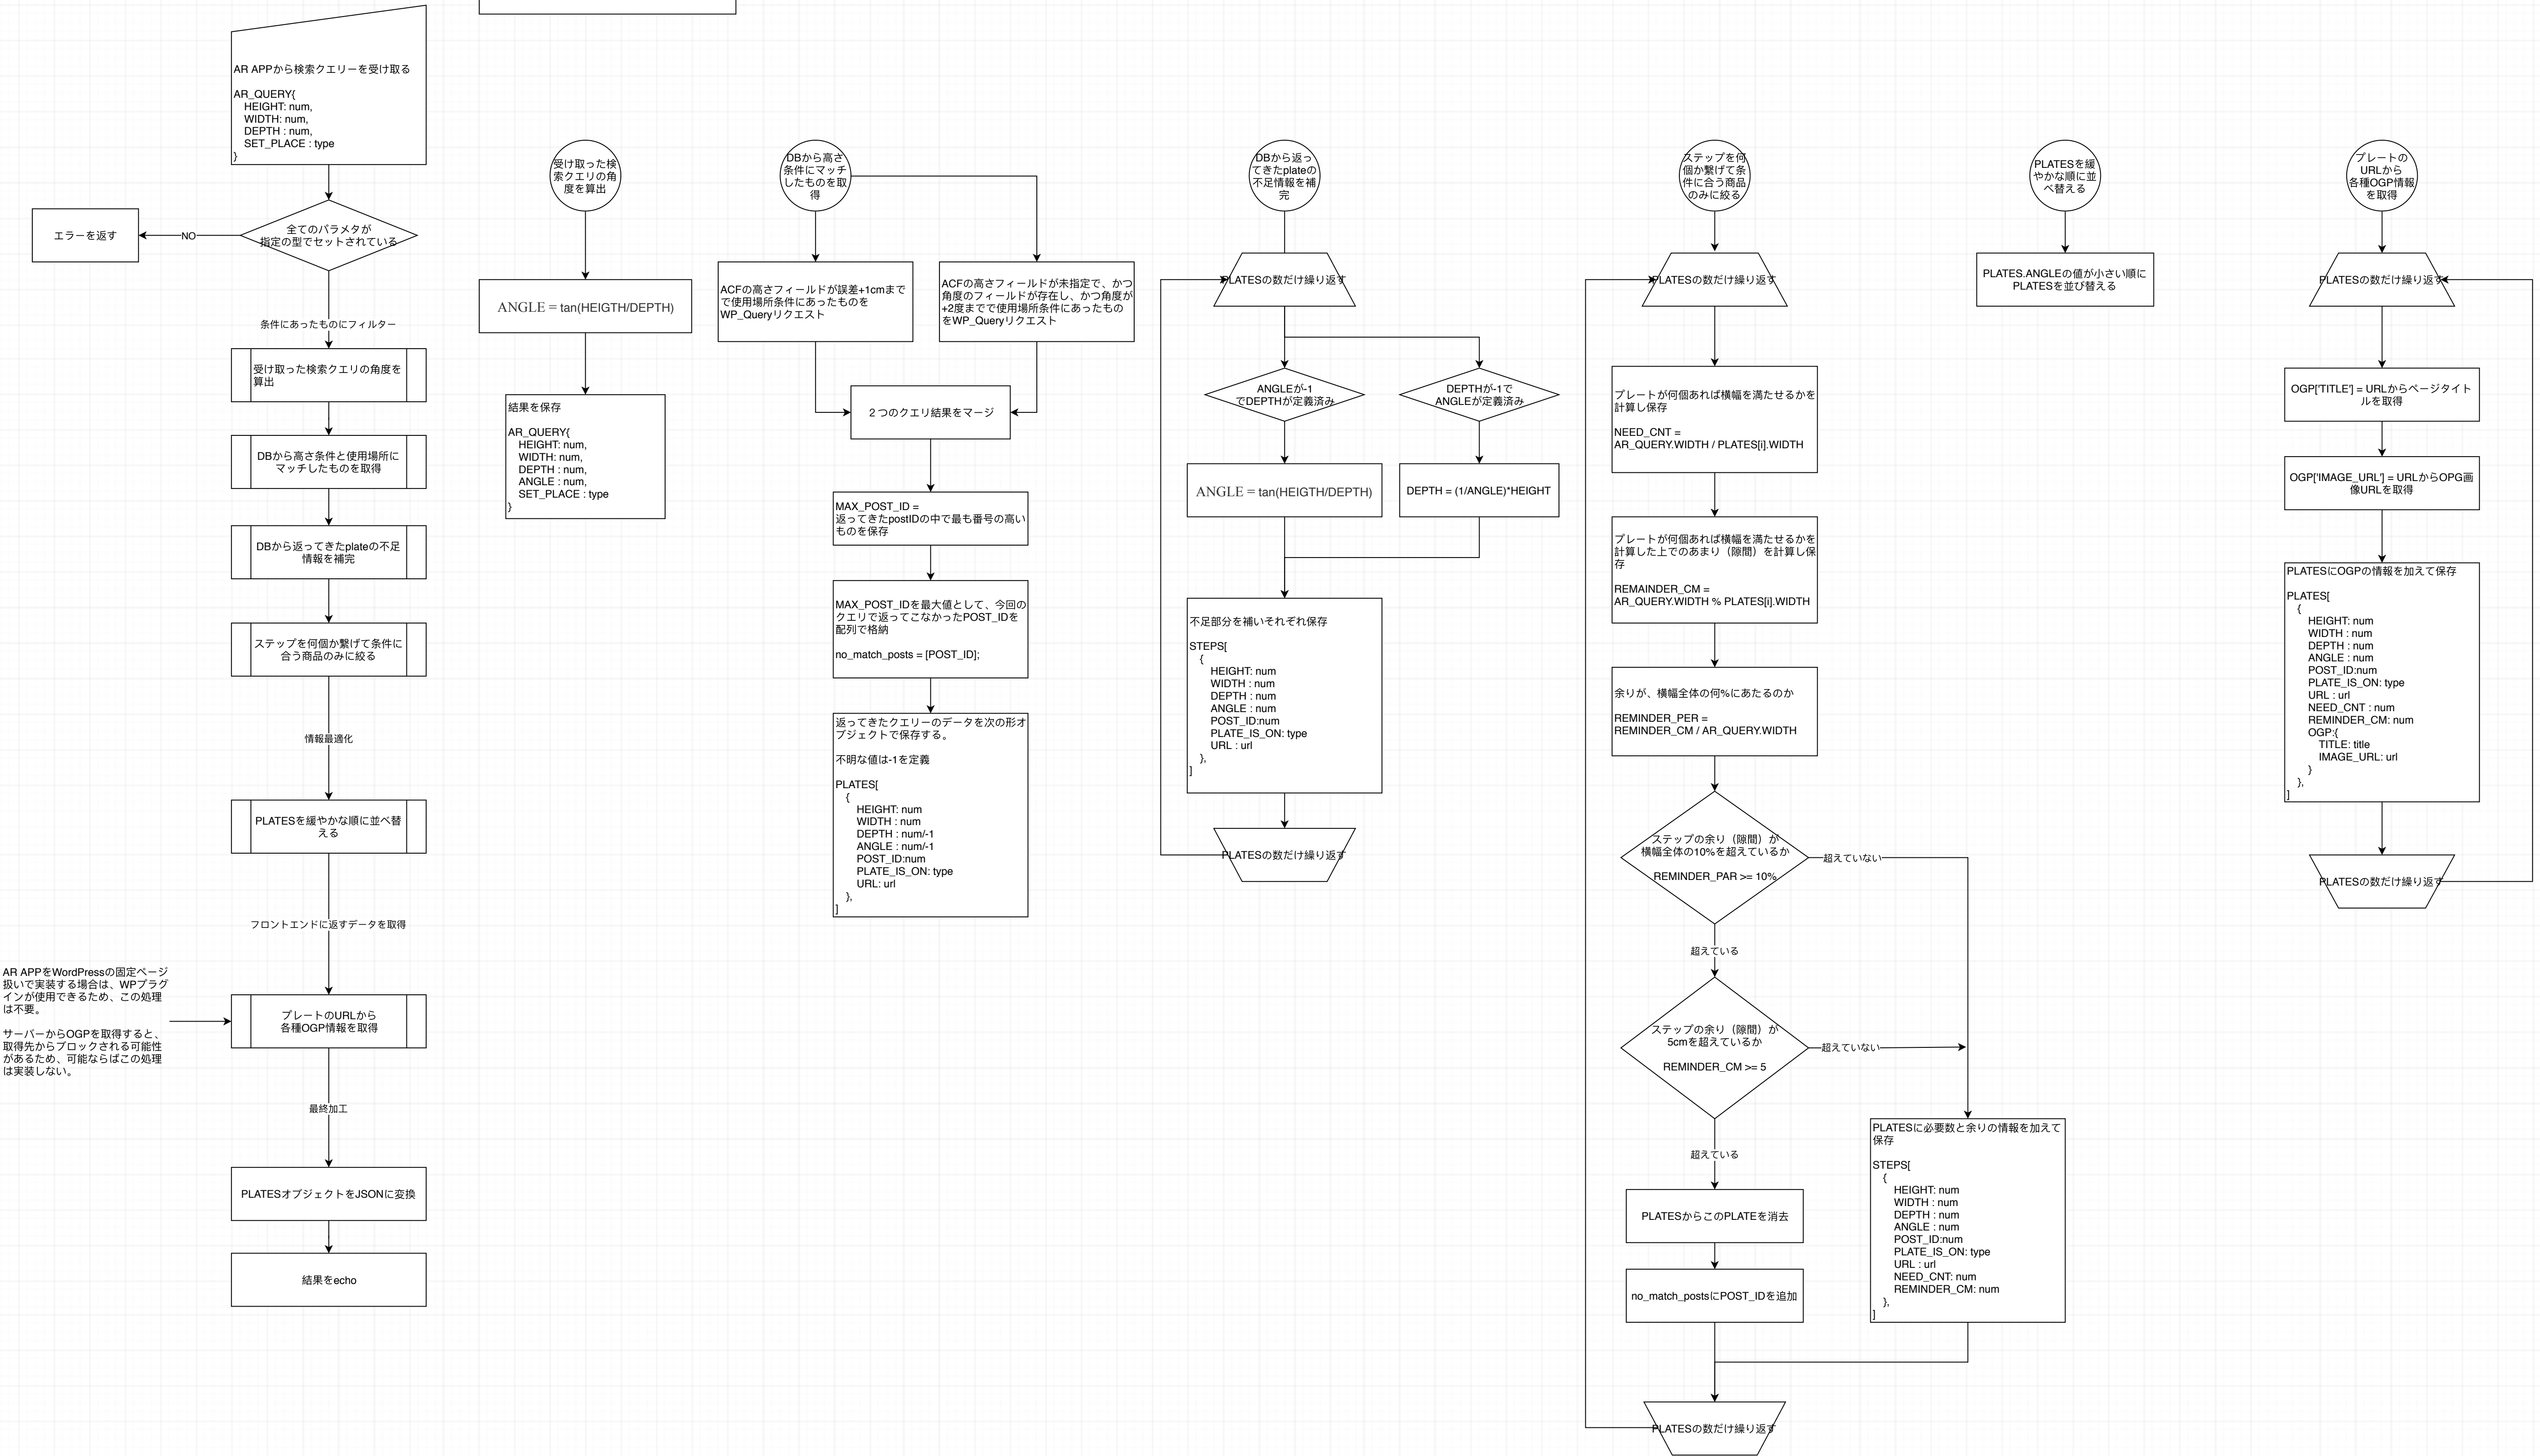 AR APPから検索クエリーを受け取る
AR_QUERY{
HEIGHT: num,
WIDTH: num,
DEPTH : num,
SET_PLACE : type
}
全てのパラメタが
指定の型でセットされている
NO
エラーを返す
条件にあったものにフィルター
受け取った検索クエリの角度を
算出
DBから高さ条件と使用場所に
マッチしたものを取得
DBから返ってきたplateの不足
情報を補完
ステップを何個か繋げて条件に
合う商品のみに絞る
情報最適化
PLATESを緩やかな順に並べ替
える
フロントエンドに返すデータを取得
AR APPをWordPressの固定ページ
扱いで実装する場合は、WPプラグ
インが使用できるため、この処理
は不要。
サーバーからOGPを取得すると、
取得先からブロックされる可能性
があるため、可能ならばこの処理
は実装しない。
プレートのURLから
各種OGP情報を取得
最終加工
PLATESオブジェクトをJSONに変換
結果をecho
受け取った検
索クエリの角
度を算出
ANGLE = tan(HEIGTH/DEPTH)
結果を保存
AR_QUERY{
HEIGHT: num,
WIDTH: num,
DEPTH : num,
ANGLE : num,
SET_PLACE : type
}
DBから高さ
条件にマッチ
したものを取
得
ACFの高さフィールドが誤差+1cmまで
で使用場所条件にあったものを
WP_Queryリクエスト
ACFの高さフィールドが未指定で、かつ
角度のフィールドが存在し、かつ角度が
+2度までで使用場所条件にあったもの
をWP_Queryリクエスト
２つのクエリ結果をマージ
MAX_POST_ID =
返ってきたpostIDの中で最も番号の高い
ものを保存
MAX_POST_IDを最大値として、今回の
クエリで返ってこなかったPOST_IDを
配列で格納
no_match_posts = [POST_ID];
返ってきたクエリーのデータを次の形オ
ブジェクトで保存する。
不明な値は-1を定義
PLATES[
{
HEIGHT: num
WIDTH : num
DEPTH : num/-1
ANGLE : num/-1
POST_ID:num
PLATE_IS_ON: type
URL: url
},
]
DBから返っ
てきたplateの
不足情報を補
完
PLATESの数だけ繰り返す
ANGLEが-1
でDEPTHが定義済み
DEPTHが-1で
ANGLEが定義済み
ANGLE = tan(HEIGTH/DEPTH)
DEPTH = (1/ANGLE)*HEIGHT
不足部分を補いそれぞれ保存
STEPS[
{
HEIGHT: num
WIDTH : num
DEPTH : num
ANGLE : num
POST_ID:num
PLATE_IS_ON: type
URL : url
},
]
PLATESの数だけ繰り返す
ステップを何
個か繋げて条
件に合う商品
のみに絞る
PLATESの数だけ繰り返す
プレートが何個あれば横幅を満たせるかを
計算し保存
NEED_CNT =
AR_QUERY.WIDTH / PLATES[i].WIDTH
プレートが何個あれば横幅を満たせるかを
計算した上でのあまり（隙間）を計算し保
存
REMAINDER_CM =
AR_QUERY.WIDTH % PLATES[i].WIDTH
余りが、横幅全体の何%にあたるのか
REMINDER_PER =
REMINDER_CM / AR_QUERY.WIDTH
ステップの余り（隙間）が
横幅全体の10%を超えているか
REMINDER_PAR >= 10%
超えていない
超えている
ステップの余り（隙間）が
5cmを超えているか
REMINDER_CM >= 5
超えていない
超えている
PLATESからこのPLATEを消去
no_match_postsにPOST_IDを追加
PLATESに必要数と余りの情報を加えて
保存
STEPS[
{
HEIGHT: num
WIDTH : num
DEPTH : num
ANGLE : num
POST_ID:num
PLATE_IS_ON: type
URL : url
NEED_CNT: num
REMINDER_CM: num
},
]
PLATESの数だけ繰り返す
PLATESを緩
やかな順に並
べ替える
PLATES.ANGLEの値が小さい順に
PLATESを並び替える
プレートの
URLから
各種OGP情報
を取得
PLATESの数だけ繰り返す
OGP['TITLE'] = URLからページタイト
ルを取得
OGP['IMAGE_URL'] = URLからOPG画
像URLを取得
PLATESにOGPの情報を加えて保存
PLATES[
{
HEIGHT: num
WIDTH : num
DEPTH : num
ANGLE : num
POST_ID:num
PLATE_IS_ON: type
URL : url
NEED_CNT : num
REMINDER_CM: num
OGP:{
TITLE: title
IMAGE_URL: url
}
},
]
PLATESの数だけ繰り返す